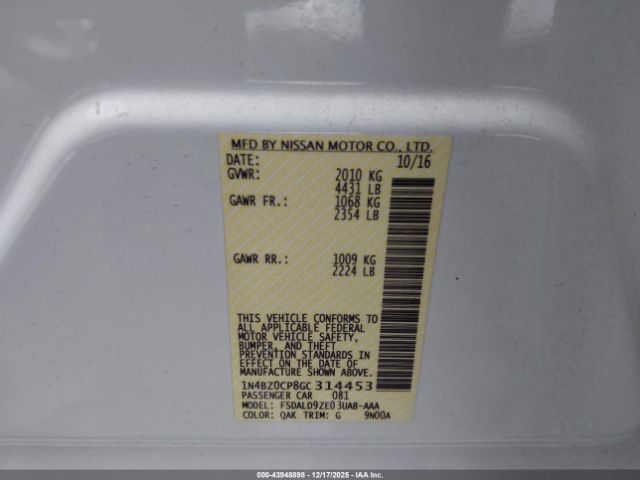 MFD BY NISSAN MOTOR CO., LTD.
DATE: 10/16
GVWR: 2010 KG
4431 LB
GAWR FR.: 1068 KG
2354 LB
GAWR RR.: 1009 KG
2224 LB
THIS VEHICLE CONFORMS TO
ALL APPLICABLE FEDERAL
MOTOR VEHICLE SAFETY,
BUMPER, AND THEFT
PREVENTION STANDARDS IN
EFFECT ON THE DATE OF
MANUFACTURE SHOWN ABOVE.
1N4BZ0CP8GC314453
PASSENGER CAR 081
MODEL: FSDALD9ZE03UAB-AAA
COLOR: QAK TRIM: G 9N00A
000-43948898 - 12/17/2025 - IAA Inc.